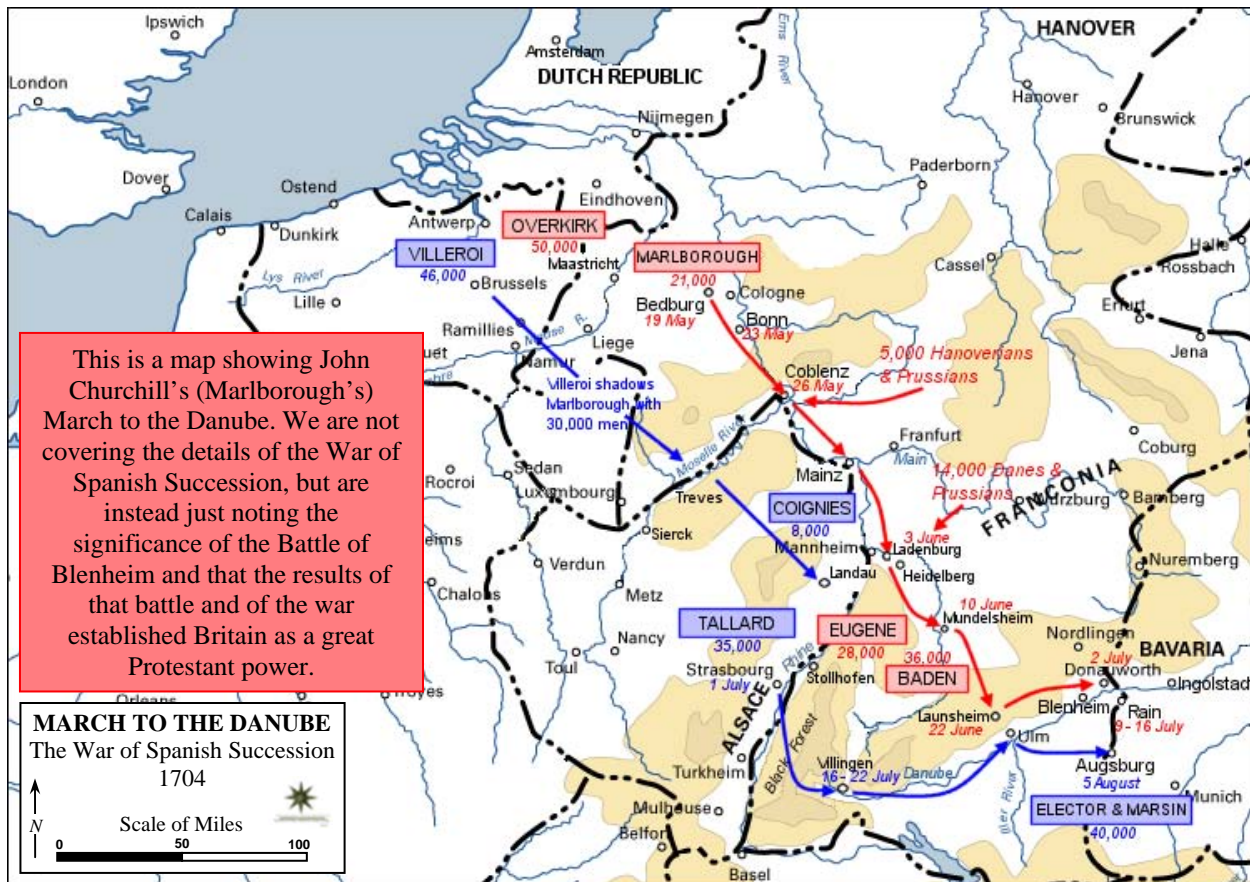 Ipswich
HANOVER
Ems River
Amsterdam
DUTCH REPUBLIC
London
Hanover
Brunswick
Nijmegen
Dover
Ostend
Paderborn
Eindhoven
Calais
Dunkirk
Antwerp
OVERKIRK
50,000
VILLEROI
46,000
MARLBOROUGH
21,000
Halle
Rossbach
Lys River
Maastricht
Cassel
Lille
Brussels
Bedburg
19 May
Cologne
Erfurt
Ramillies
Bonn
23 May
Meuse R.
Liege
Namur
Jena
5,000 Hanoverians
& Prussians
Coblenz
26 May
This is a map showing John
Churchill’s (Marlborough’s)
March to the Danube. We are not
covering the details of the War of
Spanish Succession, but are
instead just noting the
significance of the Battle of
Blenheim and that the results of
that battle and of the war
established Britain as a great
Protestant power.
uet
bre
Villeroi shadows
Marlborough with
30,000 men
Moselle River
Franfurt
Main
Coburg
Mainz
Rocroi
Sedan
Luxembourg
Treves
14,000 Danes &
Prussians
urzburg
Bamberg
FRANCONIA
COIGNIES
8,000
Sierck
3 June
Mannheim
Ladenburg
Heidelberg
Nuremberg
eims
Verdun
Landau
Chalons
Metz
10 June
Mundelsheim
TALLARD
35,000
EUGENE
28,000
36,000
BADEN
Nordlingen
BAVARIA
Nancy
Toul
Strasbourg
1 July
Rhine
Stollhofen
2 July
Donauworth
Ingolstad
Blenheim
Rain
9 - 16 July
Orleans
royes
ALSACE
Launsheim
22 June
Ulm
Black Forest
Turkheim
Villingen
16 - 22 July
Danube
Iller River
Augsburg
5 August
Munich
Mulhouse
Belfort
ELECTOR & MARSIN
40,000
Basel
MARCH TO THE DANUBE
The War of Spanish Succession
1704
N
Scale of Miles
0 50 100